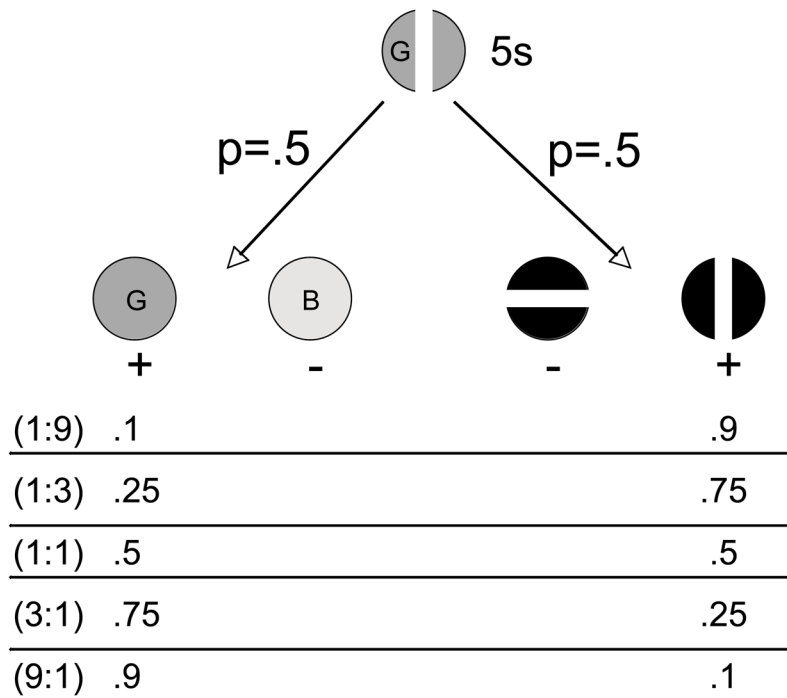 G 5s
p=.5 p=.5
G B
+ - - +
(1:9) .1 .9
(1:3) .25 .75
(1:1) .5 .5
(3:1) .75 .25
(9:1) .9 .1